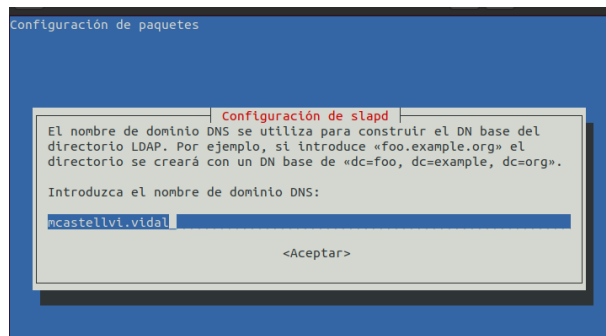 Configuración de paquetes
Configuración de slapd
El nombre de dominio DNS se utiliza para construir el DN base del
directorio LDAP. Por ejemplo, si introduce «foo.example.org» el
directorio se creará con un DN base de «dc=foo, dc=example, dc=org».
Introduzca el nombre de dominio DNS:
mcastellvi.vidal
<Aceptar>